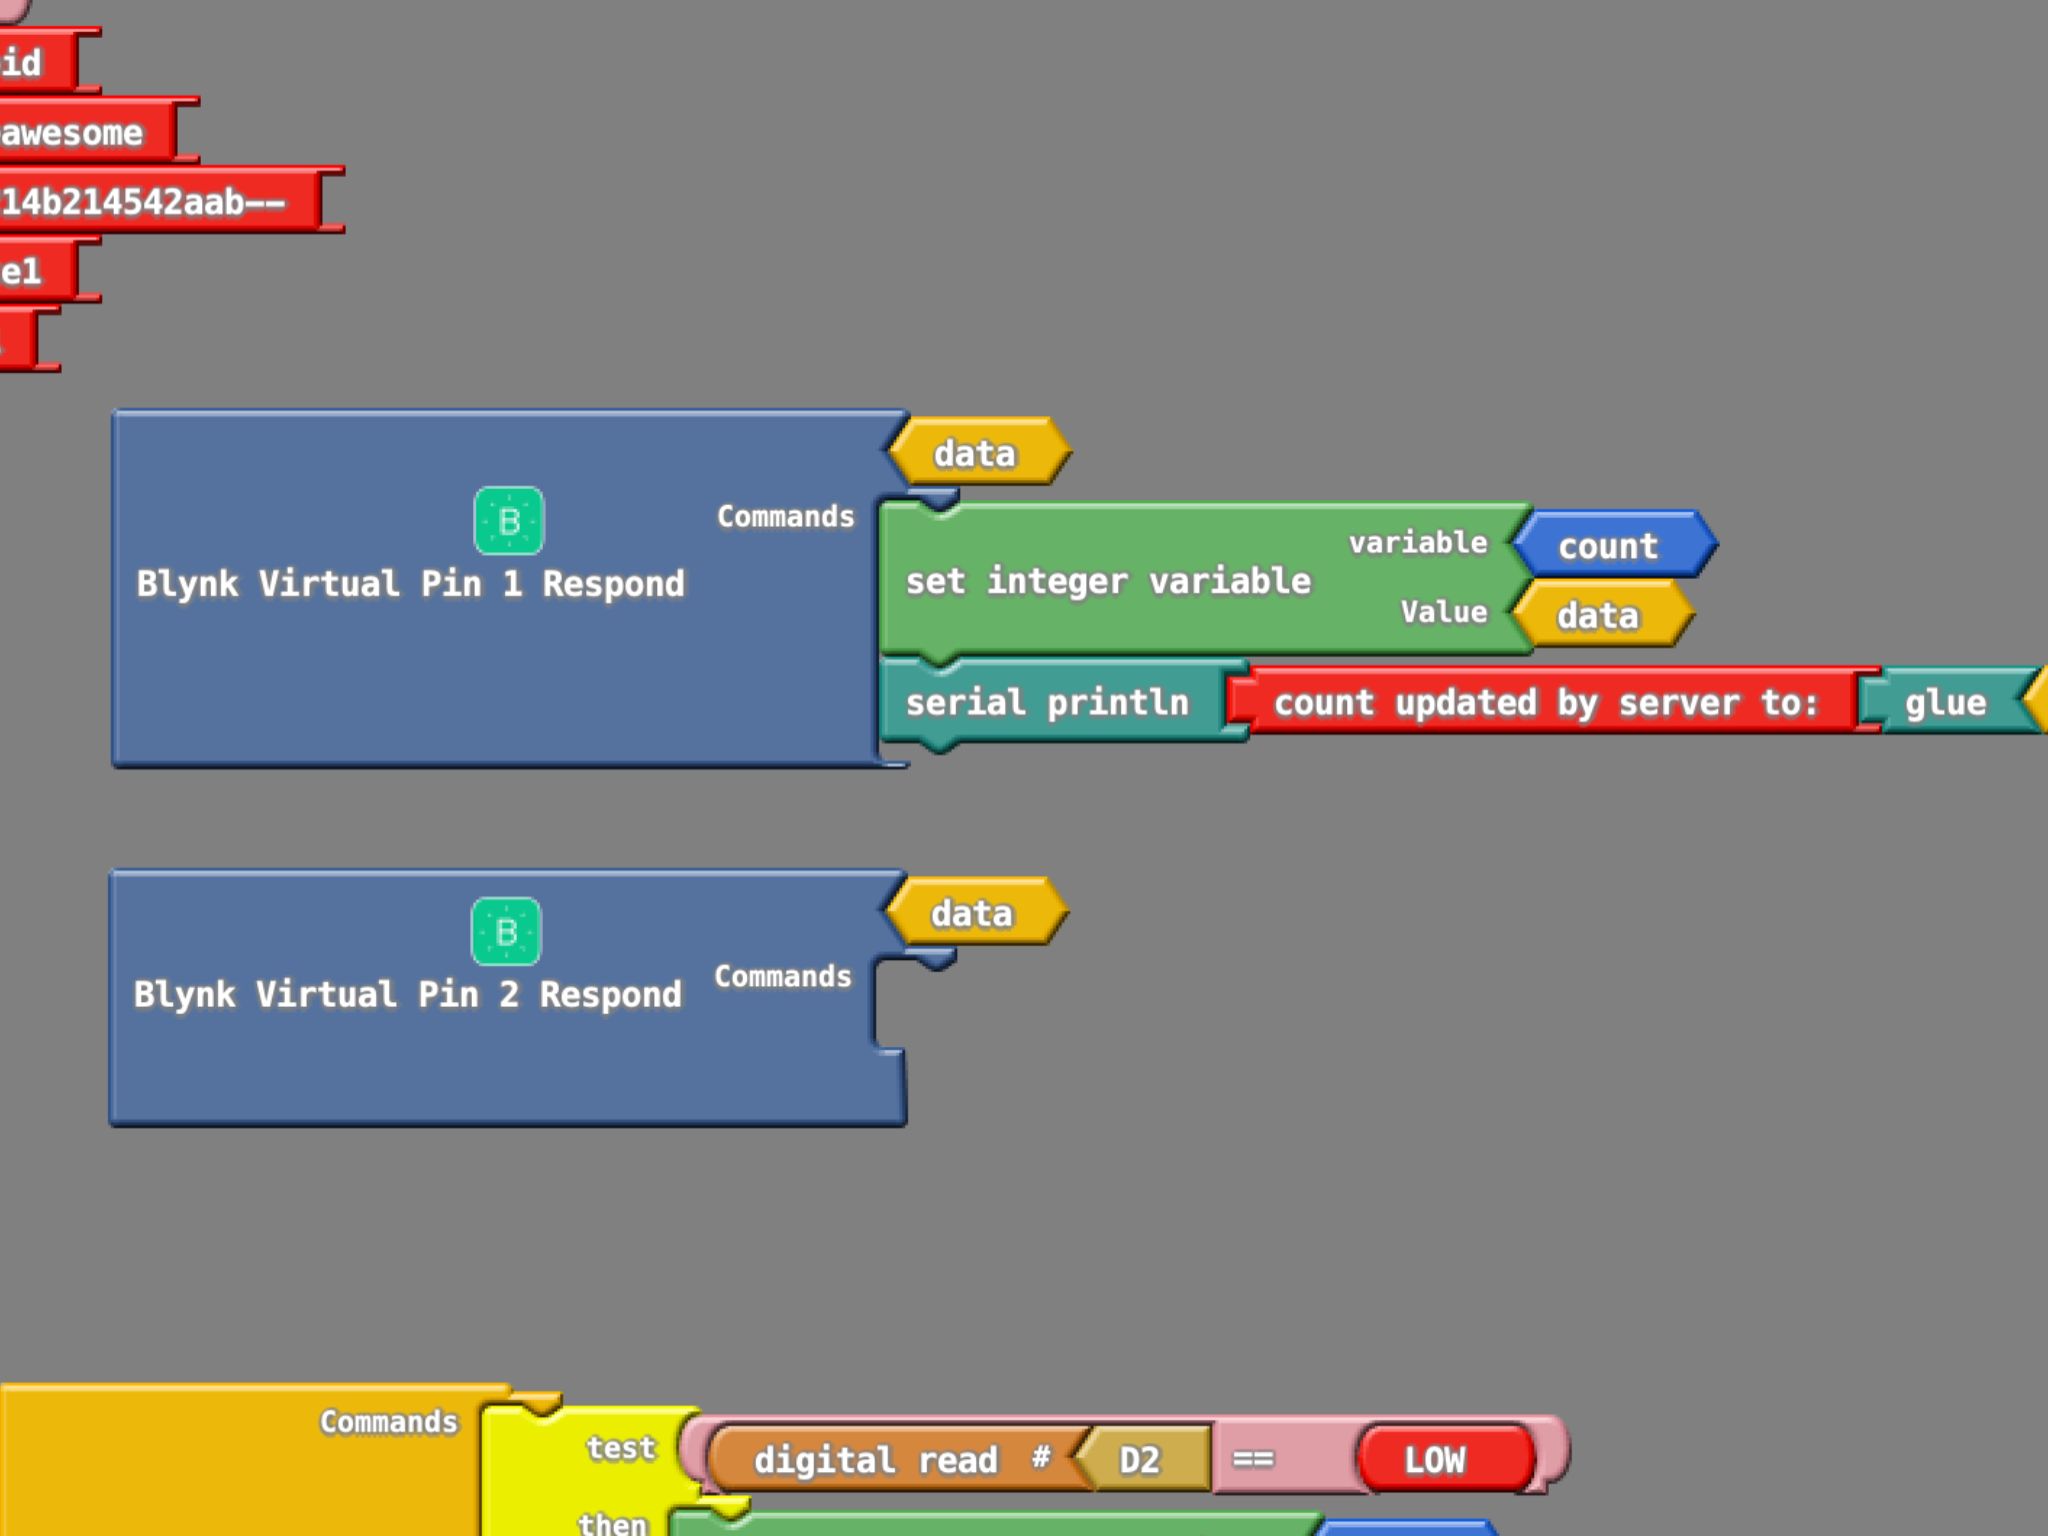 id
awesome
14b214542aab--
e1
data
B
Commands
Blynk Virtual Pin 1 Respond
variable count
set integer variable
Value data
serial println count updated by server to: glue
data
B
Commands
Blynk Virtual Pin 2 Respond
Commands
test digital read # D2 == LOW
then